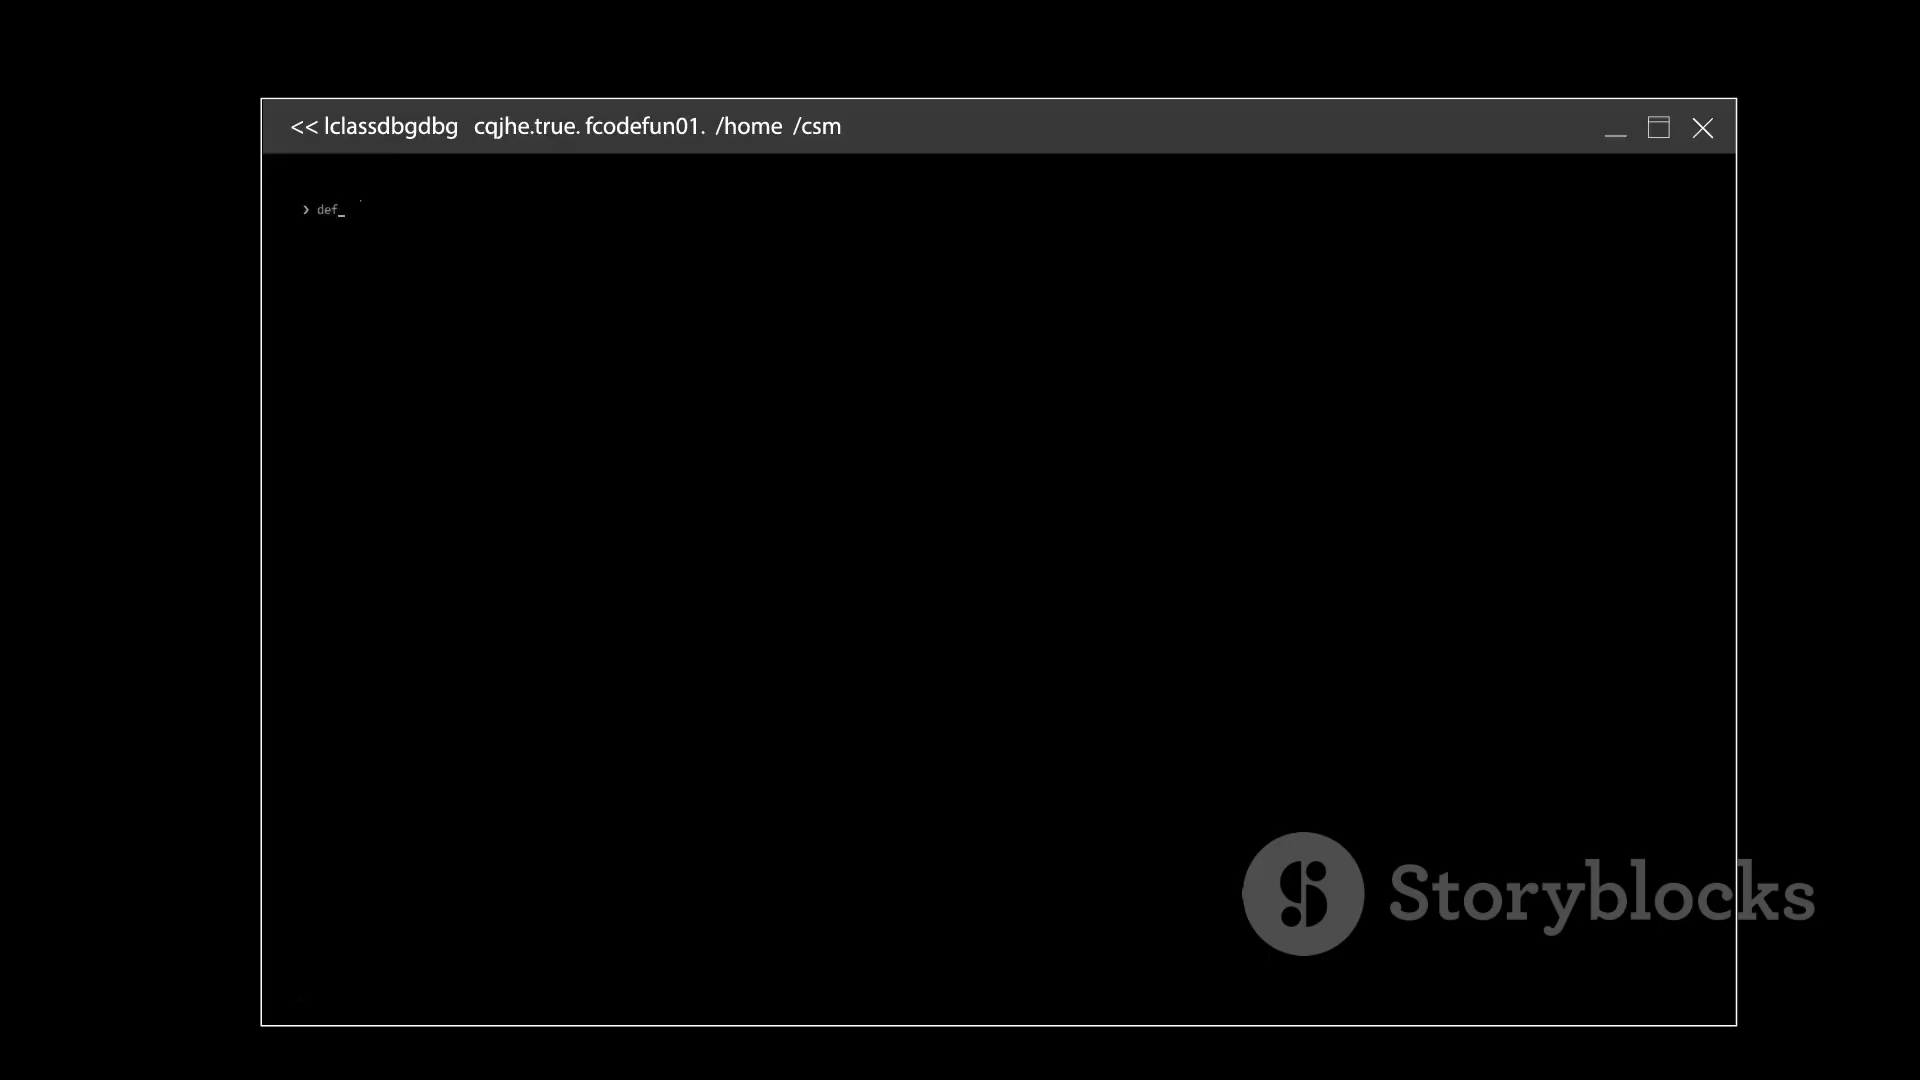 << lclassdbgdbg cqjhe.true. fcodefun01. /home /csm
❯ def_
Storyblocks